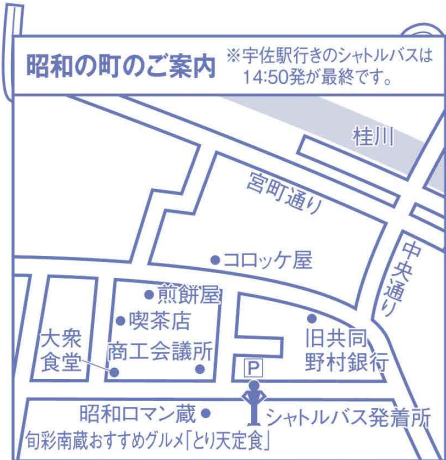 昭和の町のご案内
※宇佐駅行きのシャトルバスは
14:50発が最終です。
桂川
宮町通り
中央通り
コロッケ屋
煎餅屋
喫茶店
大衆
食堂
商工会議所
旧共同
野村銀行
P
昭和ロマン蔵
シャトルバス発着所
旬彩南蔵おすすめグルメ「とり天定食」